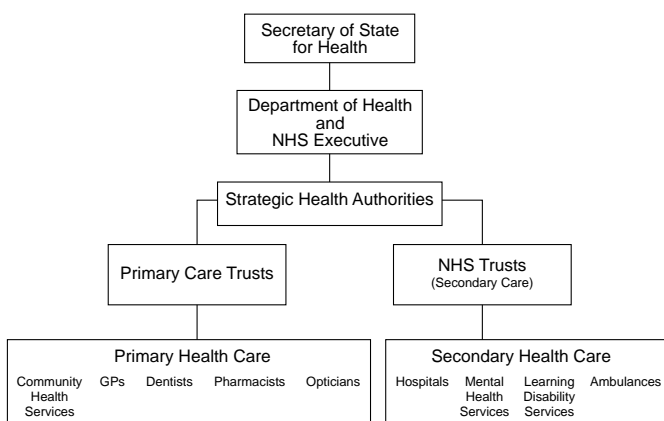 Secretary of State
for Health
Department of Health
and
NHS Executive
Strategic Health Authorities
Primary Care Trusts
NHS Trusts
(Secondary Care)
Primary Health Care
Community
Health
Services
GPs
Dentists
Pharmacists
Opticians
Secondary Health Care
Hospitals
Mental
Health
Services
Learning
Disability
Services
Ambulances